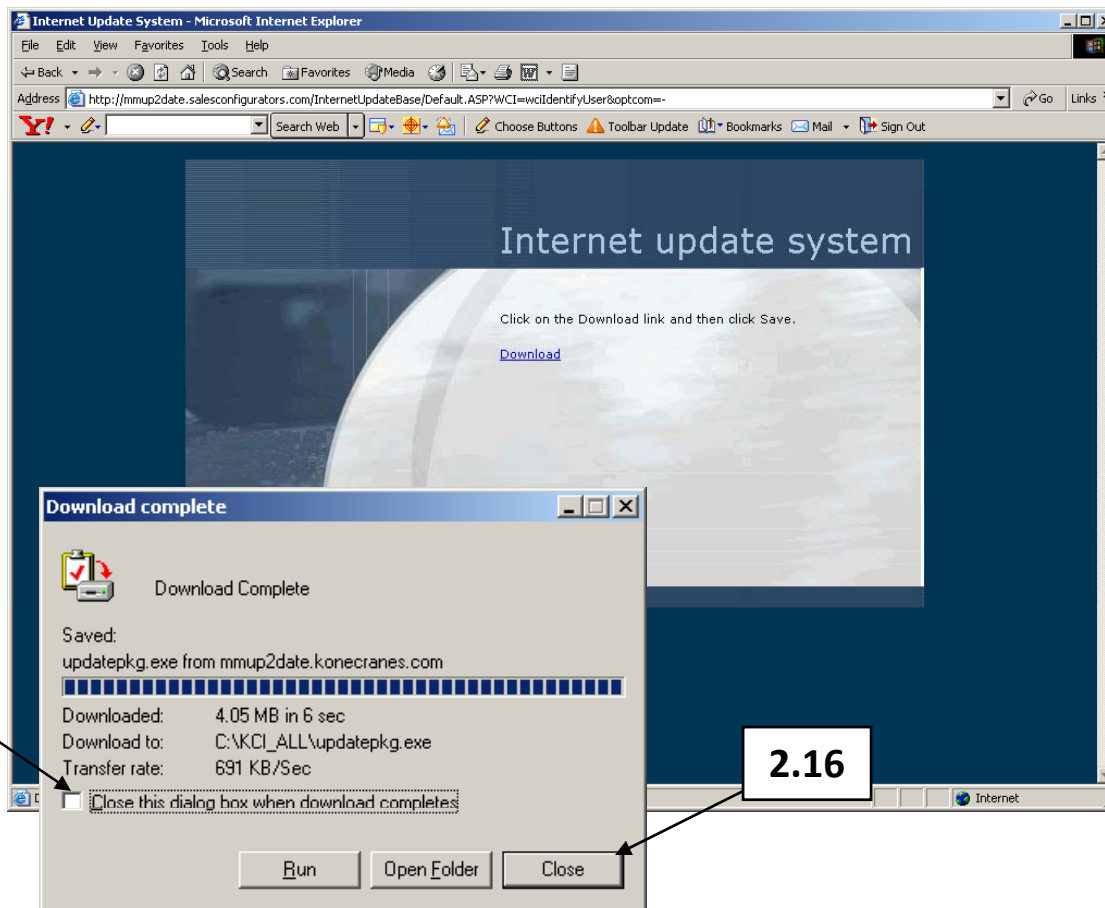 Internet Update System - Microsoft Internet Explorer
File Edit View Favorites Tools Help
Back Search Favorites Media
Address http://mmup2date.salesconfigurators.com/InternetUpdateBase/Default.ASP?WCI=wciIdentifyUser&optcom=- Go Links
Y! Search Web Choose Buttons Toolbar Update Bookmarks Mail Sign Out
Internet update system
Click on the Download link and then click Save.
Download
Download complete
Download Complete
Saved:
updatepkg.exe from mmup2date.konecranes.com
Downloaded: 4.05 MB in 6 sec
Download to: C:\KCI_ALL\updatepkg.exe
Transfer rate: 691 KB/Sec
2.16
Close this dialog box when download completes
Internet
Run Open Folder Close